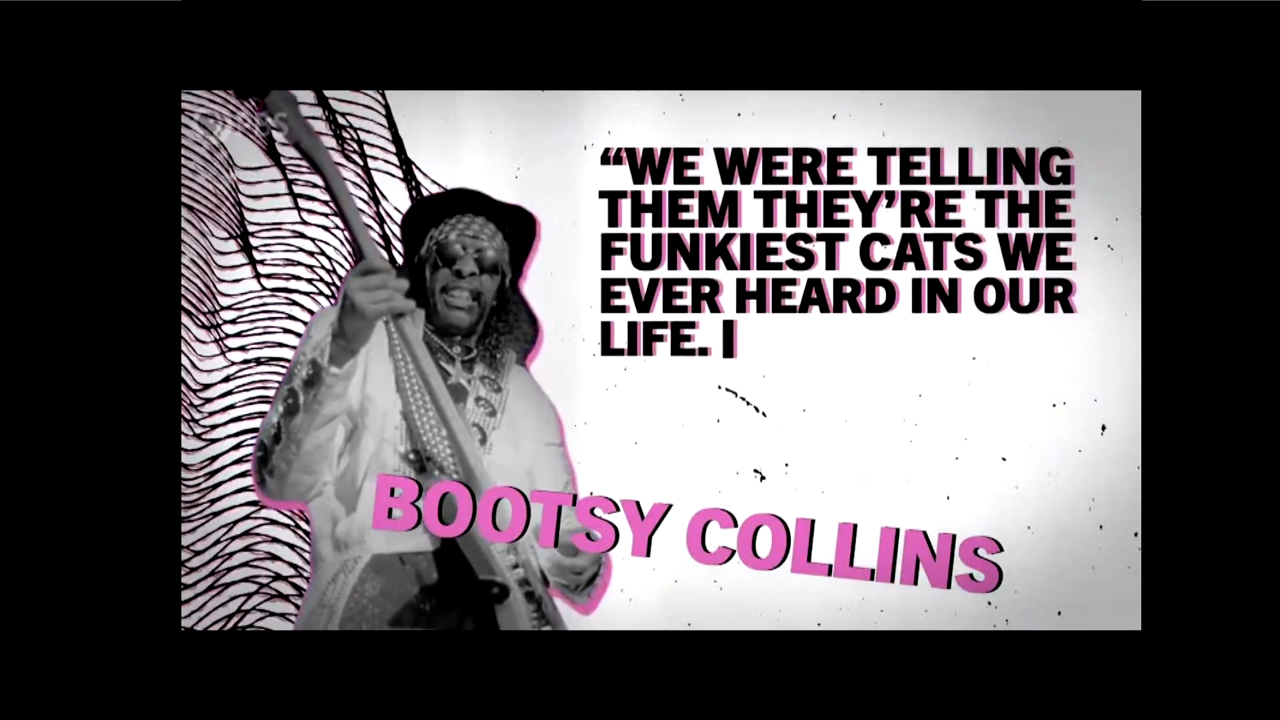 “WE WERE TELLING
THEM THEY’RE THE
FUNKIEST CATS WE
EVER HEARD IN OUR
LIFE. I
BOOTSY COLLINS